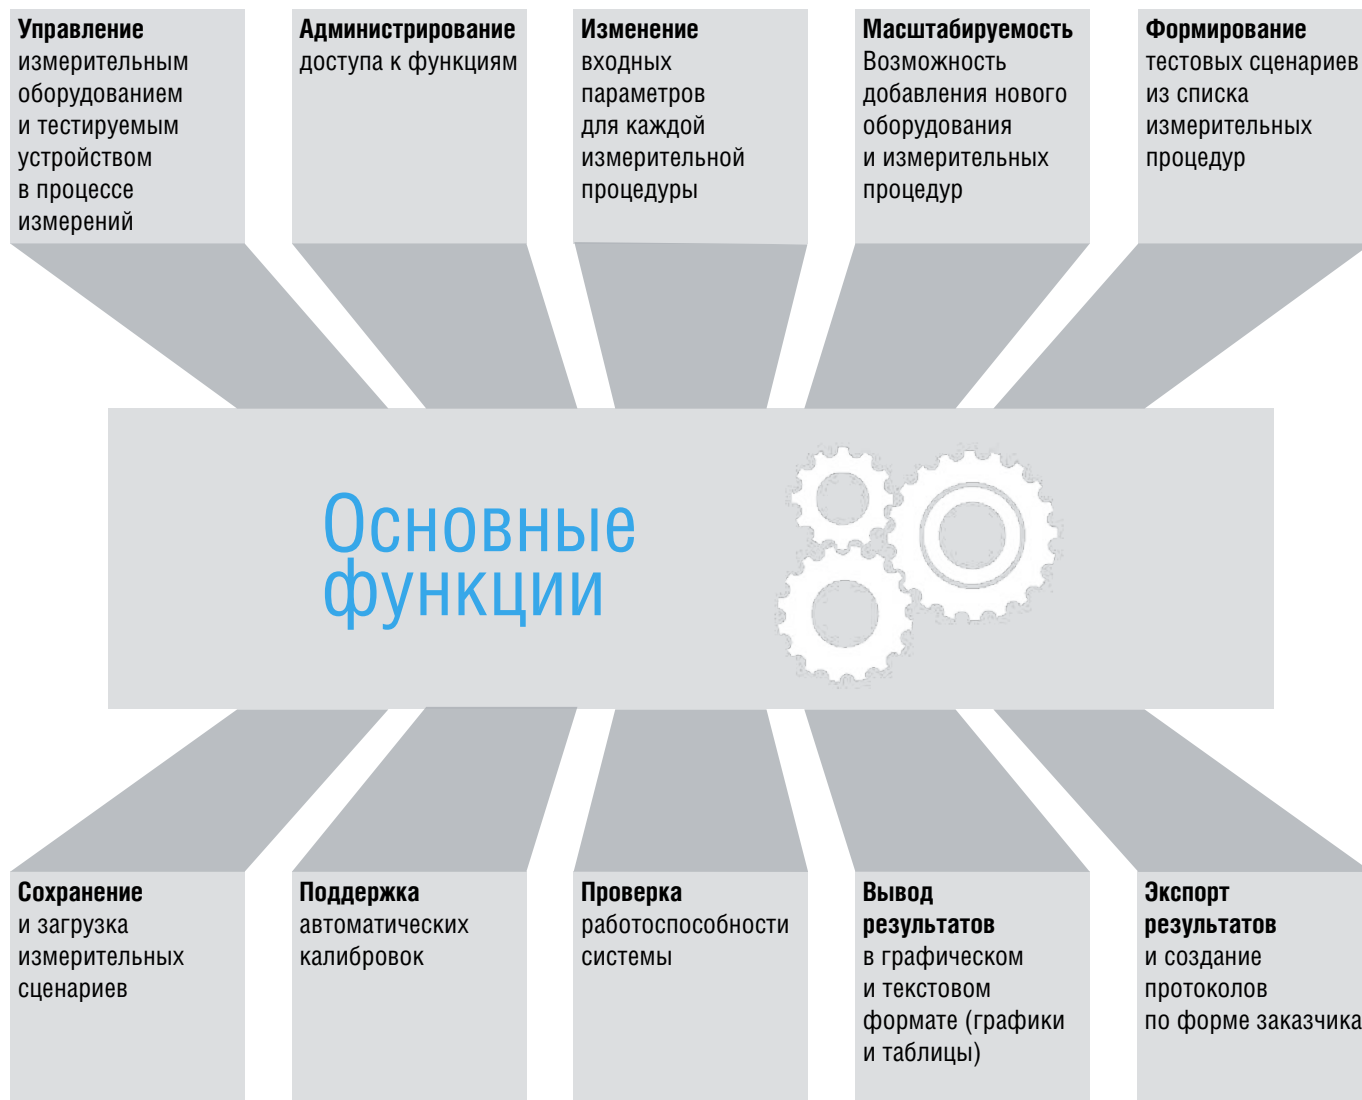 Управление
измерительным
оборудованием
и тестируемым
устройством
в процессе
измерений
Администрирование
доступа к функциям
Изменение
входных
параметров
для каждой
измерительной
процедуры
Масштабируемость
Возможность
добавления нового
оборудования
и измерительных
процедур
Формирование
тестовых сценариев
из списка
измерительных
процедур
Основные
функции
Сохранение
и загрузка
измерительных
сценариев
Поддержка
автоматических
калибровок
Проверка
работоспособности
системы
Вывод
результатов
в графическом
и текстовом
формате (графики
и таблицы)
Экспорт
результатов
и создание
протоколов
по форме заказчика